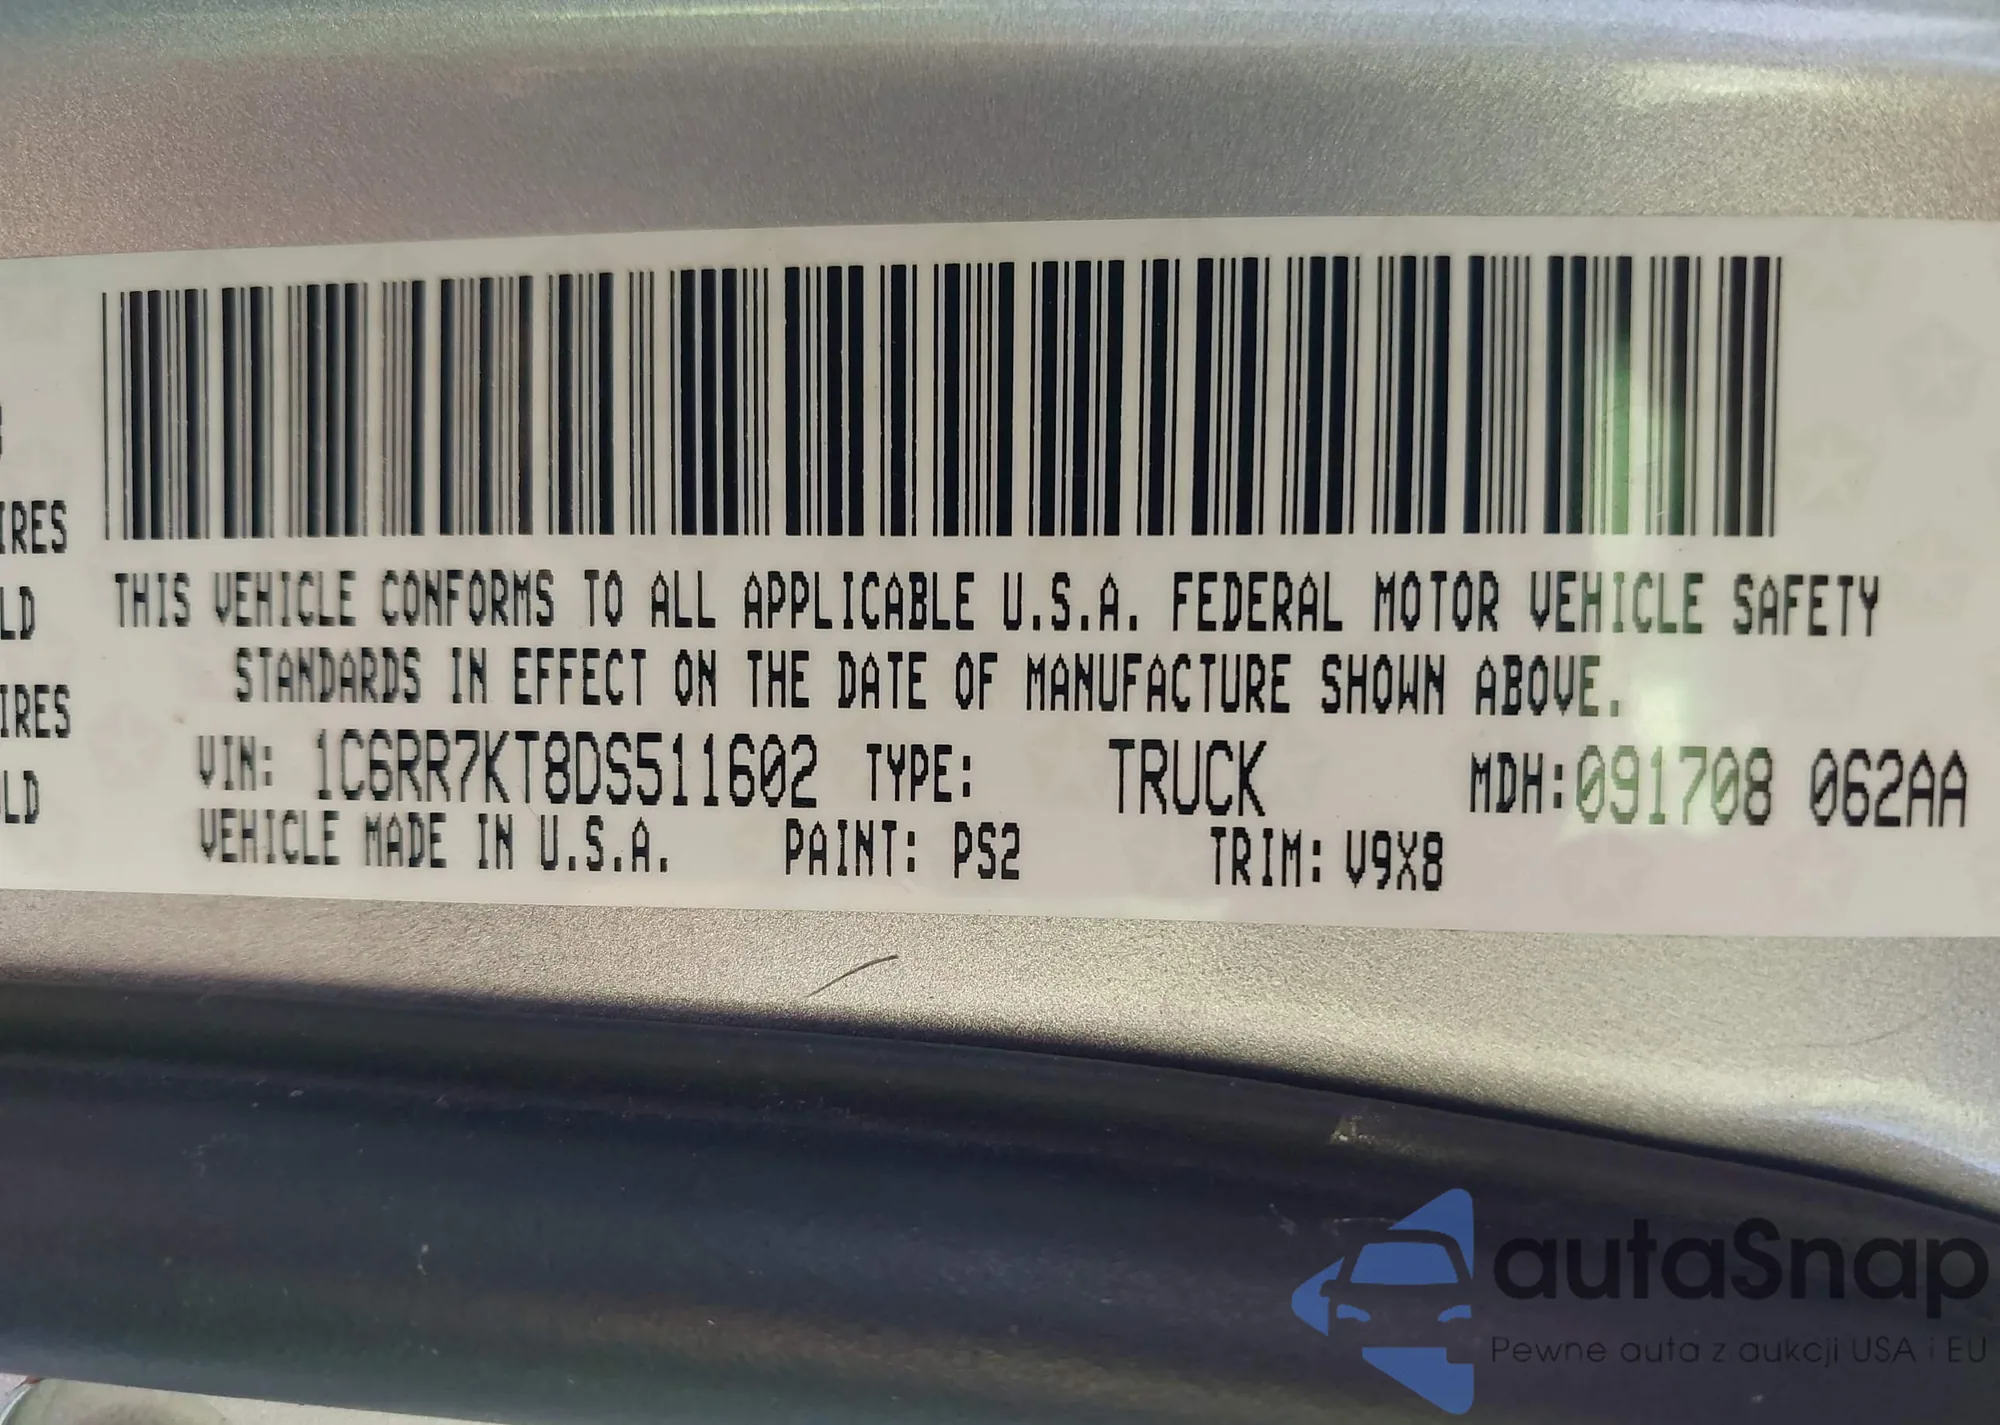 IRES
LD
IRES
LD
THIS VEHICLE CONFORMS TO ALL APPLICABLE U.S.A. FEDERAL MOTOR VEHICLE SAFETY
STANDARDS IN EFFECT ON THE DATE OF MANUFACTURE SHOWN ABOVE.
VIN: 1C6RR7KT8DS511602 TYPE: TRUCK MDH:091708 062AA
VEHICLE MADE IN U.S.A. PAINT: PS2 TRIM: V9X8
autaSnap
Pewne auta z aukcji USA i EU